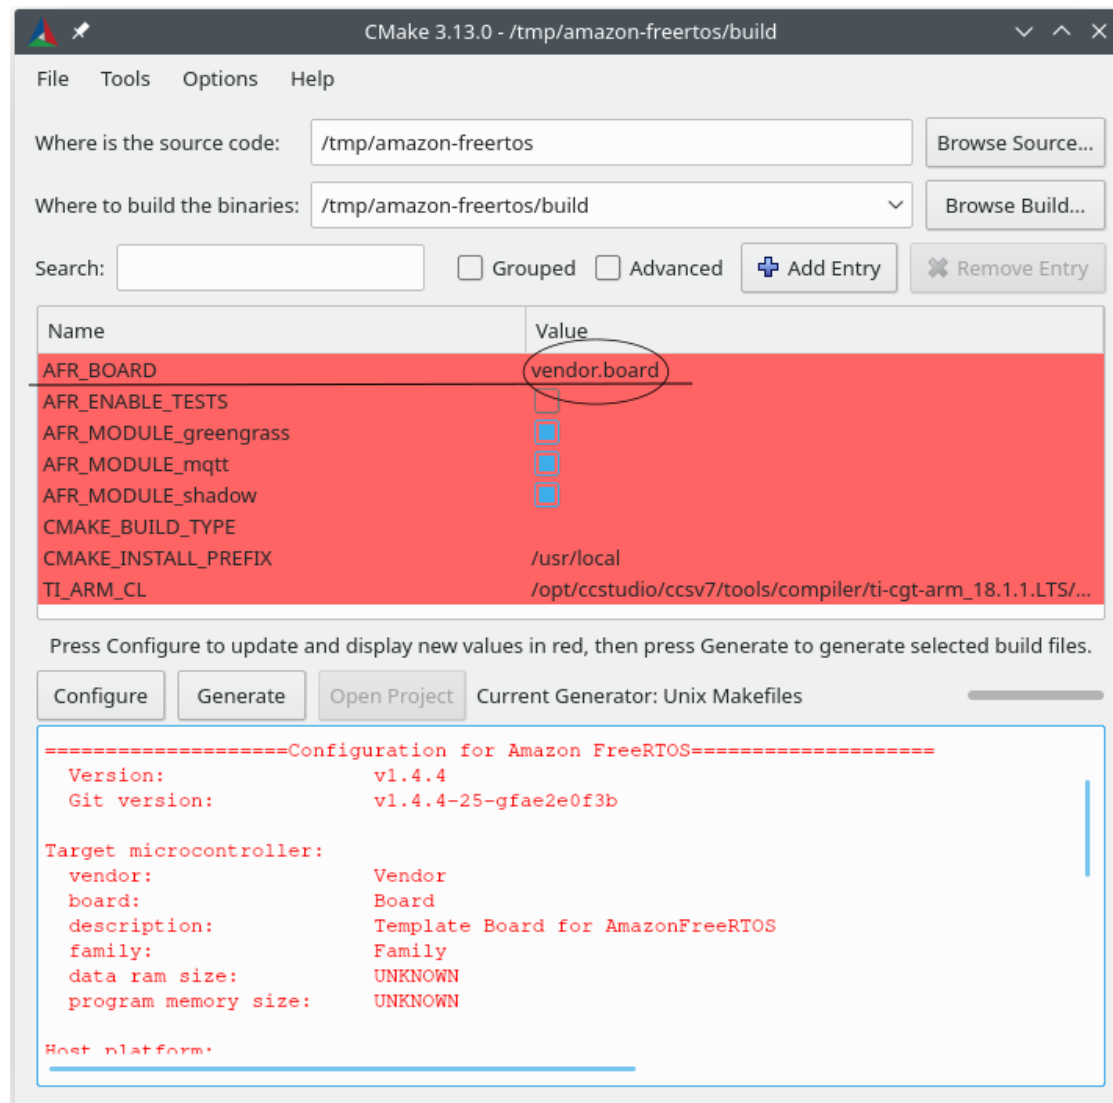 CMake 3.13.0 - /tmp/amazon-freertos/build
File Tools Options Help
Where is the source code: /tmp/amazon-freertos Browse Source...
Where to build the binaries: /tmp/amazon-freertos/build Browse Build...
Search: Grouped Advanced Add Entry Remove Entry
Name Value
AFR_BOARD vendor.board
AFR_ENABLE_TESTS
AFR_MODULE_greengrass
AFR_MODULE_mqtt
AFR_MODULE_shadow
CMAKE_BUILD_TYPE
CMAKE_INSTALL_PREFIX /usr/local
TI_ARM_CL /opt/ccstudio/ccsv7/tools/compiler/ti-cgt-arm_18.1.1.LTS/...
Press Configure to update and display new values in red, then press Generate to generate selected build files.
Configure Generate Open Project Current Generator: Unix Makefiles
====================Configuration for Amazon FreeRTOS====================
Version: v1.4.4
Git version: v1.4.4-25-gfae2e0f3b
Target microcontroller:
vendor: Vendor
board: Board
description: Template Board for AmazonFreeRTOS
family: Family
data ram size: UNKNOWN
program memory size: UNKNOWN
Host platform: